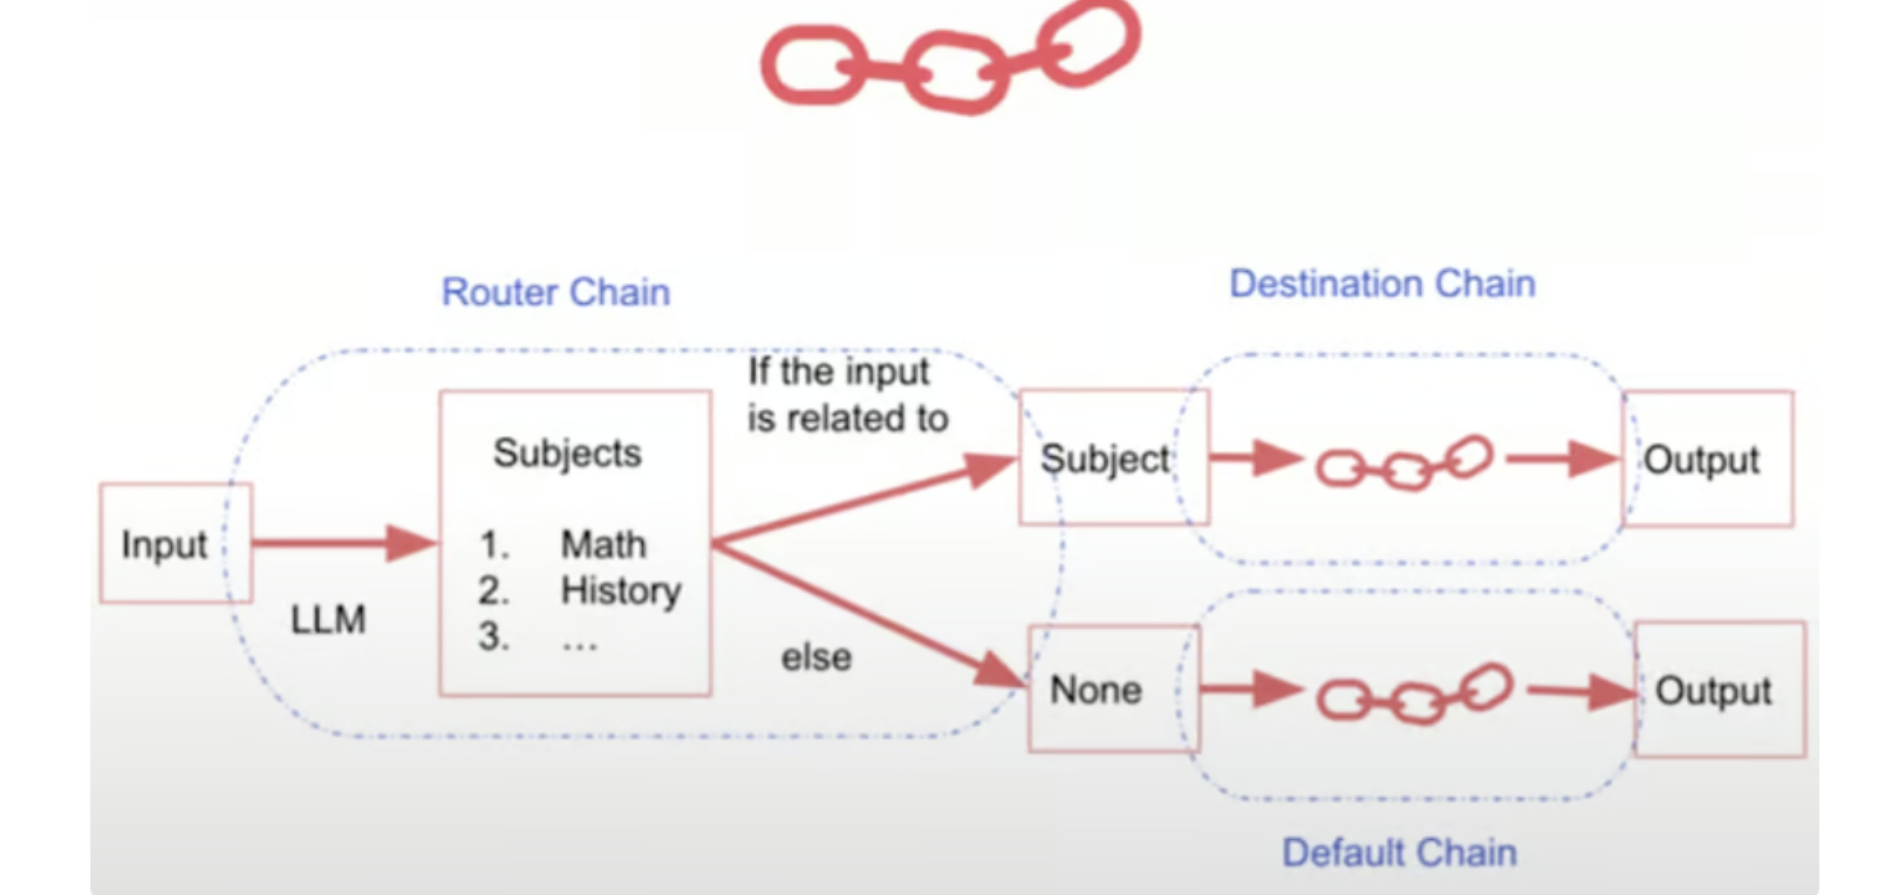 Router Chain
Destination Chain
If the input
is related to
Subjects
Subject
Output
Input
1. Math
2. History
3. ...
LLM
else
None
Output
Default Chain